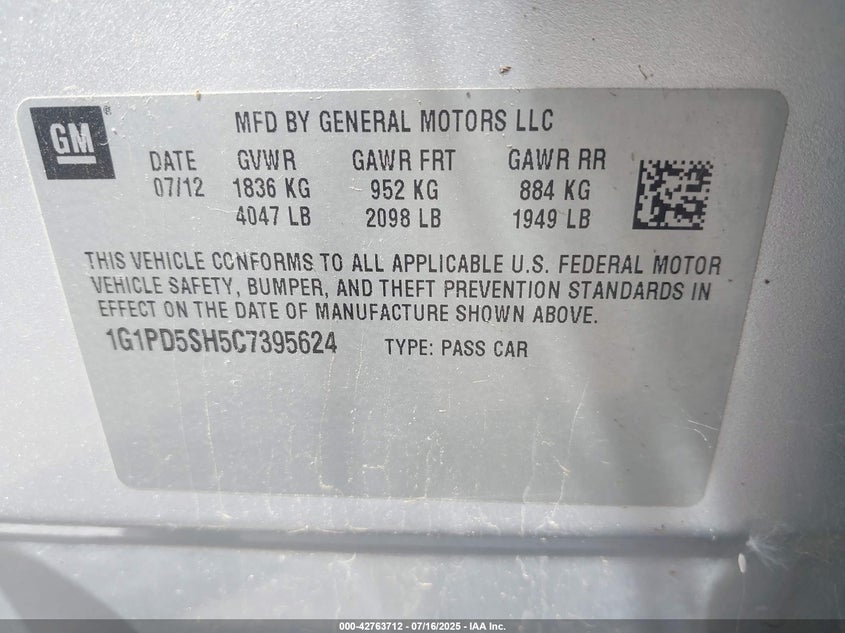 GM ®
MFD BY GENERAL MOTORS LLC
DATE GVWR GAWR FRT GAWR RR
07/12 1836 KG 952 KG 884 KG
4047 LB 2098 LB 1949 LB
THIS VEHICLE CONFORMS TO ALL APPLICABLE U.S. FEDERAL MOTOR
VEHICLE SAFETY, BUMPER, AND THEFT PREVENTION STANDARDS IN
EFFECT ON THE DATE OF MANUFACTURE SHOWN ABOVE.
1G1PD5SH5C7395624 TYPE: PASS CAR
000-42763712 - 07/16/2025 - IAA Inc.